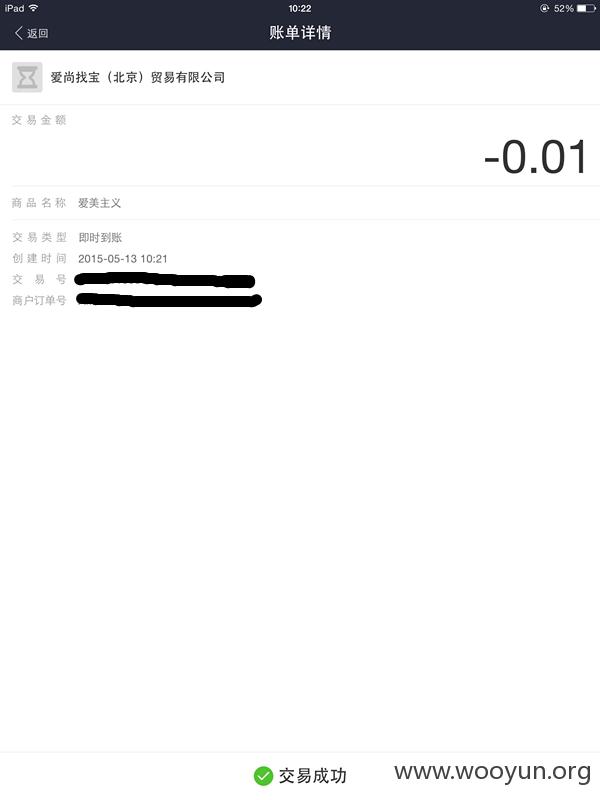 iPad 10:22 52%
返回 账单详情
爱尚找宝（北京）贸易有限公司
交易金额
-0.01
商品名称 爱美主义
交易类型 即时到账
创建时间 2015-05-13 10:21
交易号
商户订单号
交易成功
www.wooyun.org